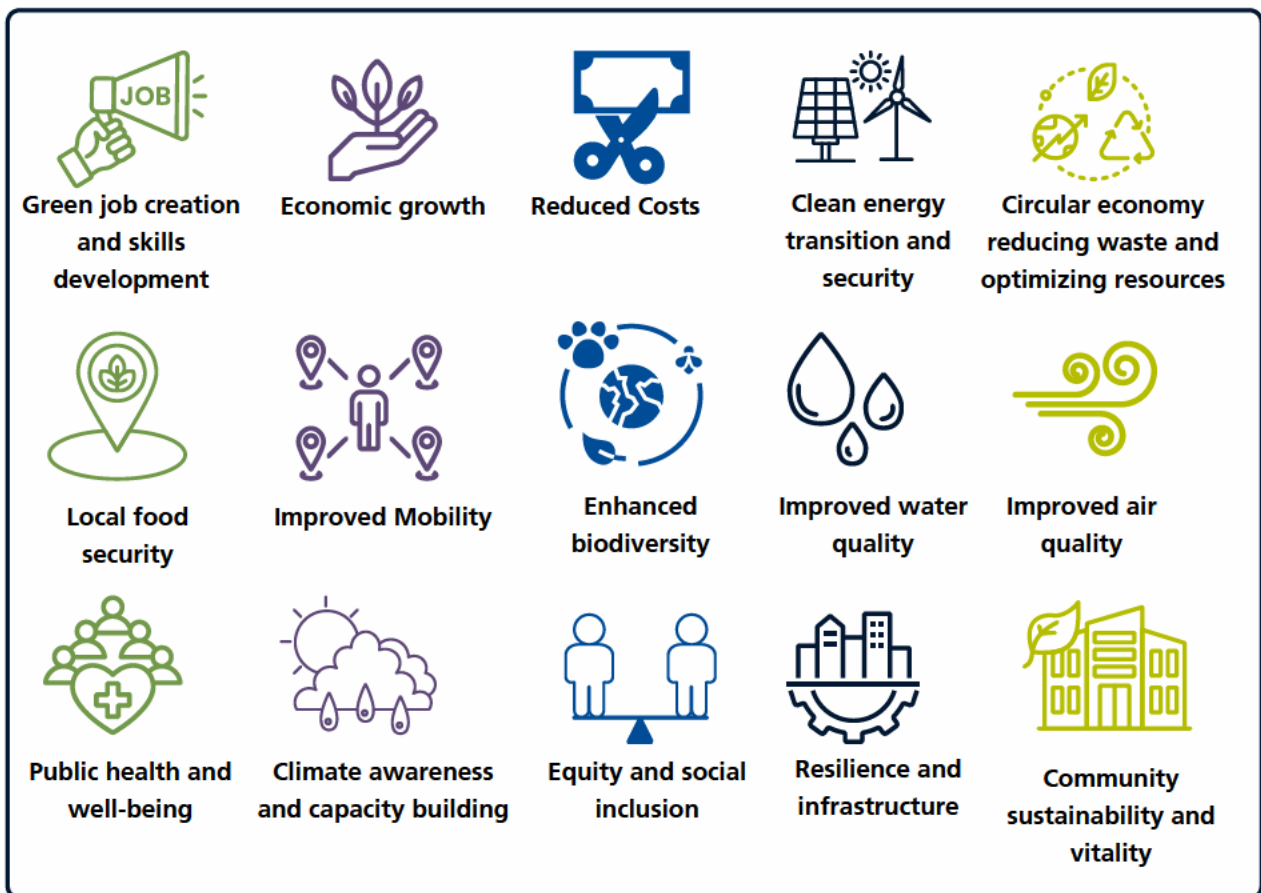 JOB
Green job creation
and skills
development
Economic growth
Reduced Costs
Clean energy
transition and
security
Circular economy
reducing waste and
optimizing resources
Local food
security
Improved Mobility
Enhanced
biodiversity
Improved water
quality
Improved air
quality
Public health and
well-being
Climate awareness
and capacity building
Equity and social
inclusion
Resilience and
infrastructure
Community
sustainability and
vitality